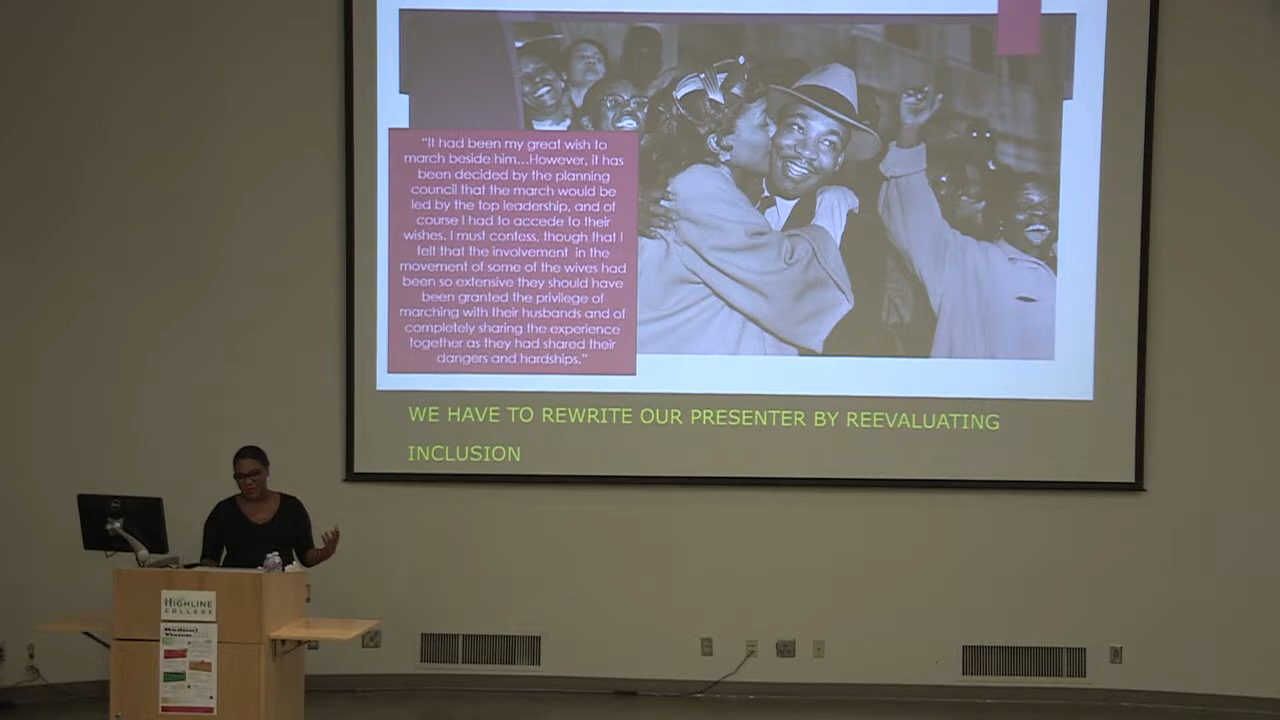 “It had been my great wish to
march beside him...However, it has
been decided by the planning
council that the march would be
led by the top leadership, and of
course I had to accede to their
wishes. I must confess, though that I
felt that the involvement in the
movement of some of the wives had
been so extensive they should have
been granted the privilege of
marching with their husbands and of
completely sharing the experience
together as they had shared their
dangers and hardships.”
WE HAVE TO REWRITE OUR PRESENTER BY REEVALUATING
INCLUSION
HIGHLINE
COLLEGE
Radical
Vision